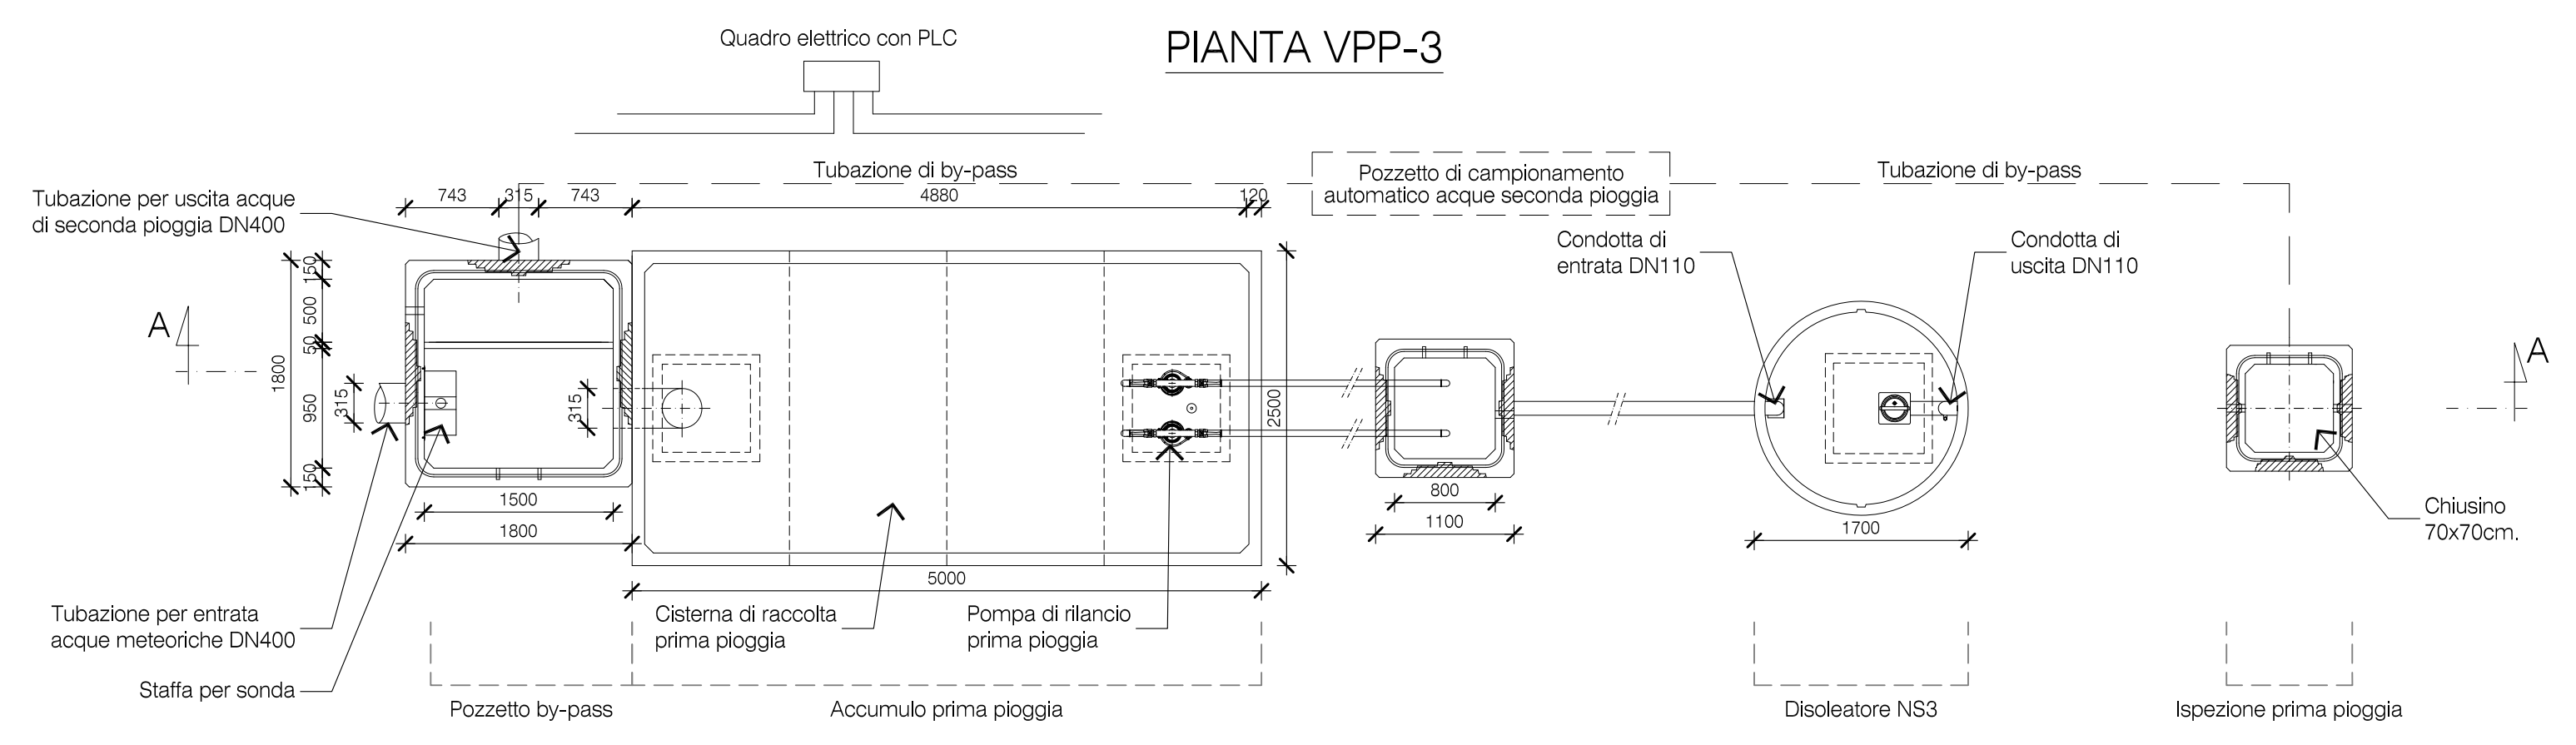 Quadro elettrico con PLC
PIANTA VPP-3
Tubazione di by-pass
Pozzetto di campionamento
automatico acque seconda pioggia
Tubazione di by-pass
Tubazione per uscita acque
di seconda pioggia DN400
743
315
743
4880
120
Condotta di
entrata DN110
Condotta di
uscita DN110
A
A
1800
150
500
50
950
150
315
315
2500
1500
1800
800
1100
1700
5000
Chiusino
70x70cm.
Tubazione per entrata
acque meteoriche DN400
Cisterna di raccolta
prima pioggia
Pompa di rilancio
prima pioggia
Staffa per sonda
Pozzetto by-pass
Accumulo prima pioggia
Disoleatore NS3
Ispezione prima pioggia